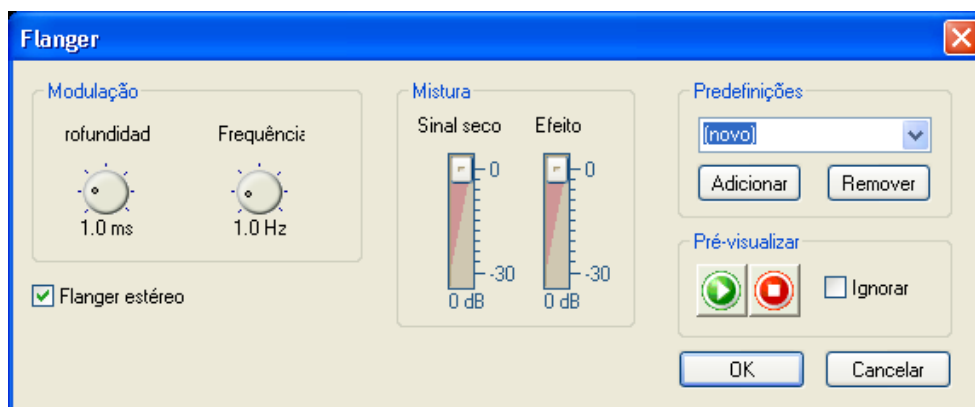 Flanger
Modulação
rofundidad
Frequência
1.0 ms
1.0 Hz
Flanger estéreo
Mistura
Sinal seco
Efeito
0
0
-30
-30
0 dB
0 dB
Predefinições
(novo)
Adicionar
Remover
Pré-visualizar
Ignorar
OK
Cancelar